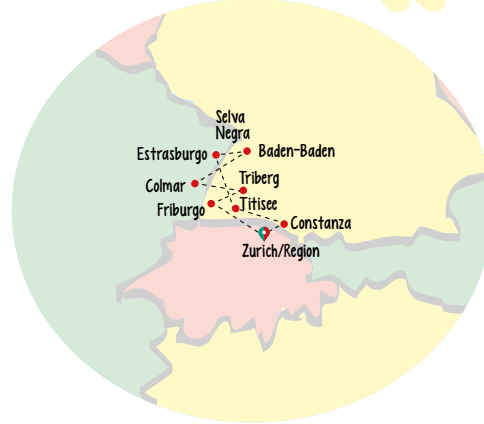 Selva
Negra
Estrasburgo
Baden-Baden
Colmar
Triberg
Friburgo
Titisee
Constanza
Zurich/Region